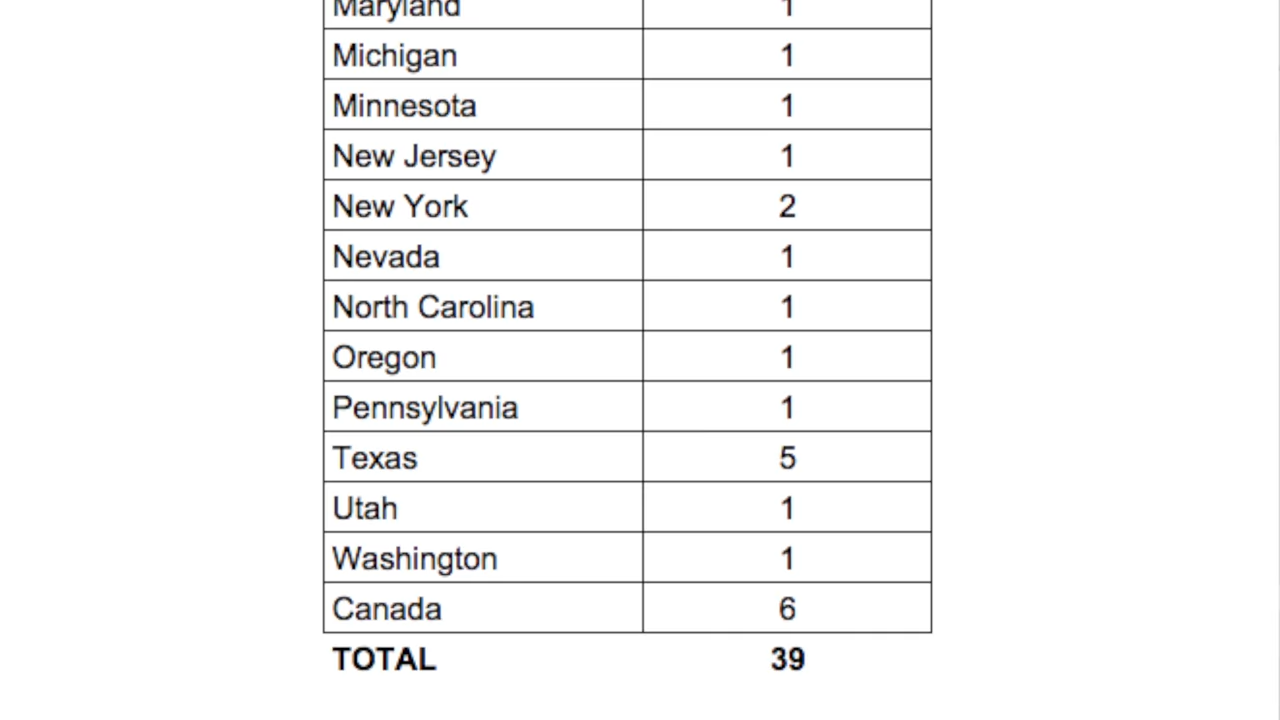 Maryland 1
Michigan 1
Minnesota 1
New Jersey 1
New York 2
Nevada 1
North Carolina 1
Oregon 1
Pennsylvania 1
Texas 5
Utah 1
Washington 1
Canada 6
TOTAL 39